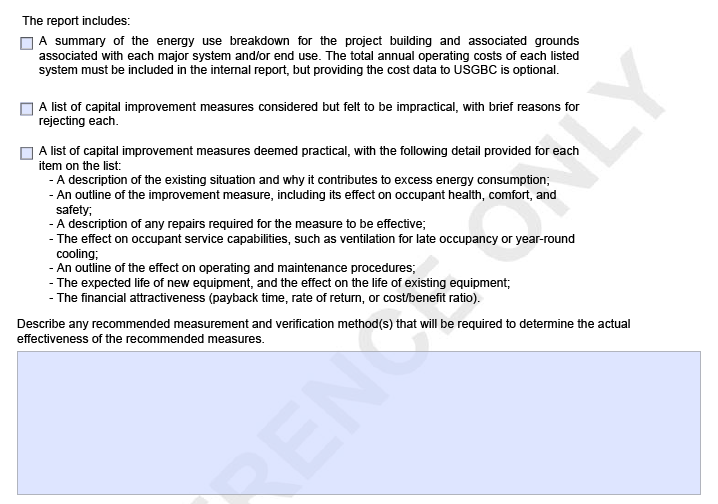 The report includes:
A summary of the energy use breakdown for the project building and associated grounds
associated with each major system and/or end use. The total annual operating costs of each listed
system must be included in the internal report, but providing the cost data to USGBC is optional.
A list of capital improvement measures considered but felt to be impractical, with brief reasons for
rejecting each.
A list of capital improvement measures deemed practical, with the following detail provided for each
item on the list:
- A description of the existing situation and why it contributes to excess energy consumption;
- An outline of the improvement measure, including its effect on occupant health, comfort, and
safety;
- A description of any repairs required for the measure to be effective;
- The effect on occupant service capabilities, such as ventilation for late occupancy or year-round
cooling;
- An outline of the effect on operating and maintenance procedures;
- The expected life of new equipment, and the effect on the life of existing equipment;
- The financial attractiveness (payback time, rate of return, or cost/benefit ratio).
Describe any recommended measurement and verification method(s) that will be required to determine the actual
effectiveness of the recommended measures.
RENCE ONLY